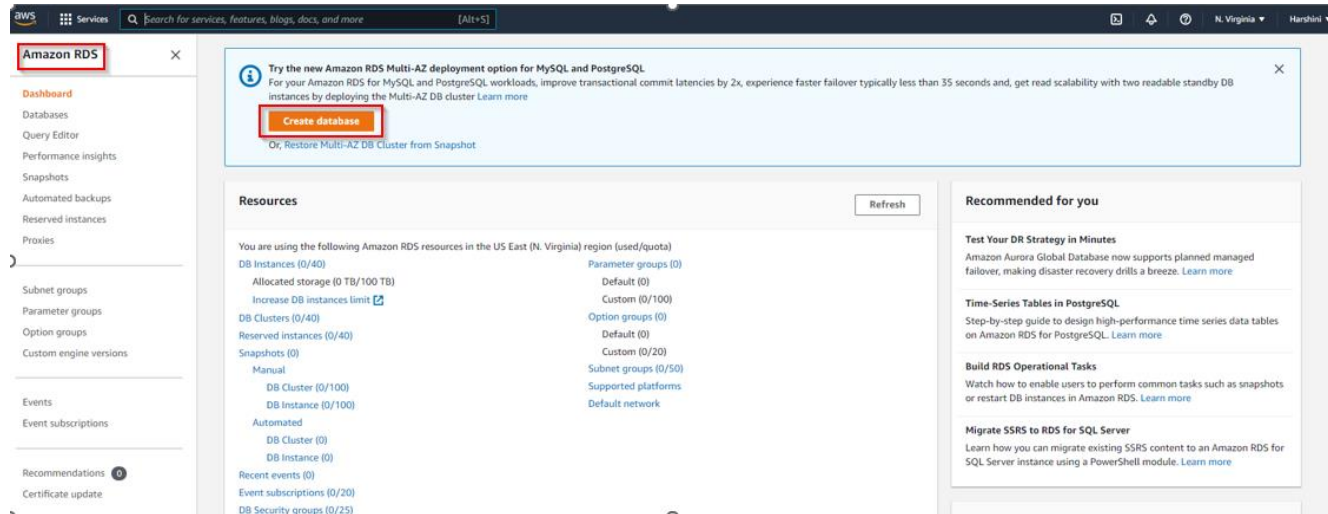 aws
Services
Search for services, features, blogs, docs, and more
[Alt+S]
N. Virginia
Harshini
Amazon RDS
Dashboard
Databases
Query Editor
Performance insights
Snapshots
Automated backups
Reserved instances
Proxies
Subnet groups
Parameter groups
Option groups
Custom engine versions
Events
Event subscriptions
Recommendations 0
Certificate update
Try the new Amazon RDS Multi-AZ deployment option for MySQL and PostgreSQL
For your Amazon RDS for MySQL and PostgreSQL workloads, improve transactional commit latencies by 2x, experience faster failover typically less than 35 seconds and, get read scalability with two readable standby DB
instances by deploying the Multi-AZ DB cluster Learn more
Create database
Or, Restore Multi-AZ DB Cluster from Snapshot
Resources
Refresh
You are using the following Amazon RDS resources in the US East (N. Virginia) region (used/quota)
DB Instances (0/40)
Allocated storage (0 TB/100 TB)
Increase DB instances limit
DB Clusters (0/40)
Reserved instances (0/40)
Snapshots (0)
Manual
DB Cluster (0/100)
DB Instance (0/100)
Automated
DB Cluster (0)
DB Instance (0)
Recent events (0)
Event subscriptions (0/20)
DB Security groups (0/25)
Parameter groups (0)
Default (0)
Custom (0/100)
Option groups (0)
Default (0)
Custom (0/20)
Subnet groups (0/50)
Supported platforms
Default network
Recommended for you
Test Your DR Strategy in Minutes
Amazon Aurora Global Database now supports planned managed
failover, making disaster recovery drills a breeze. Learn more
Time-Series Tables in PostgreSQL
Step-by-step guide to design high-performance time series data tables
on Amazon RDS for PostgreSQL. Learn more
Build RDS Operational Tasks
Watch how to enable users to perform common tasks such as snapshots
or restart DB instances in Amazon RDS. Learn more
Migrate SSRS to RDS for SQL Server
Learn how you can migrate existing SSRS content to an Amazon RDS for
SQL Server instance using a PowerShell module. Learn more